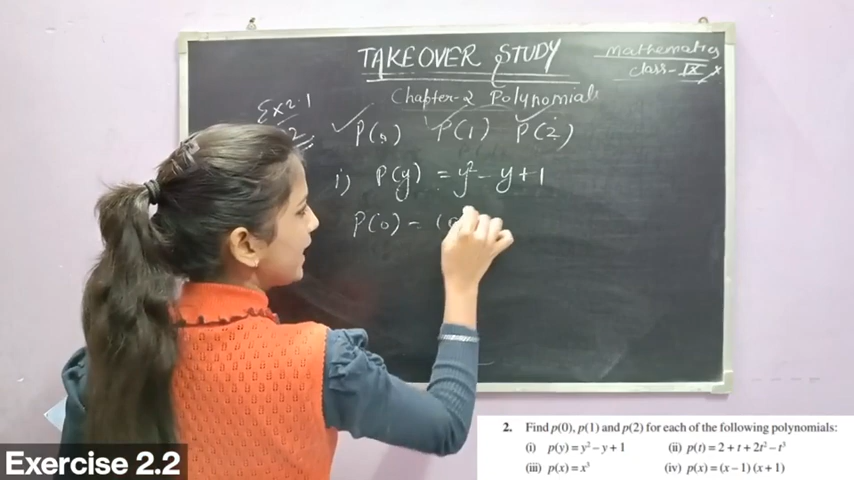 TAKEOVER STUDY
Mathematics
class-IX
Chapter-2 Polynomials
Ex 2.1
2
P(0) P(1) P(2)
i) P(y) = y² - y + 1
P(0) = (0
2. Find p(0), p(1) and p(2) for each of the following polynomials:
(i) p(y) = y² – y + 1 (ii) p(t) = 2 + t + 2t² – t³
(iii) p(x) = x³ (iv) p(x) = (x – 1) (x + 1)
Exercise 2.2